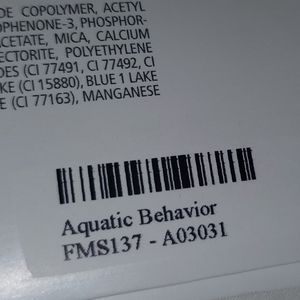 DE COPOLYMER, ACETYL
OPHENONE-3, PHOSPHOR-
ACETATE, MICA, CALCIUM
ECTORITE, POLYETHYLENE
DES (CI 77491, CI 77492, CI
KE (CI 15880), BLUE 1 LAKE
E (CI 77163), MANGANESE
Aquatic Behavior
FMS137 - A03031